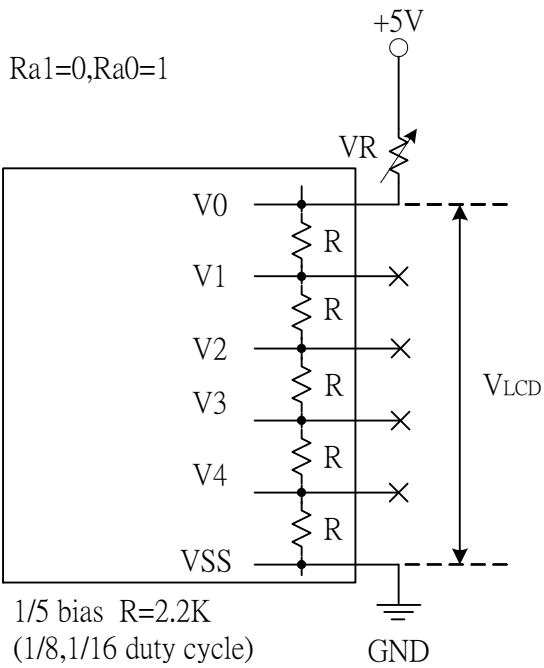 +5V
Ra1=0,Ra0=1
VR
V0
R
V1
R
V2
R
V3
VLCD
R
V4
R
VSS
1/5 bias R=2.2K
(1/8,1/16 duty cycle)
GND